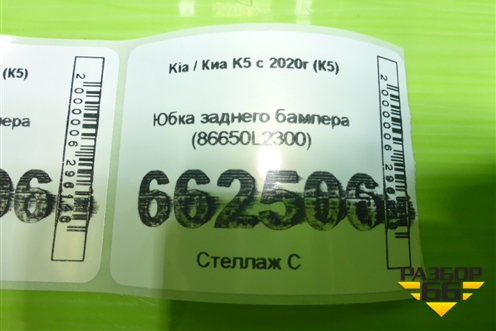 (K5)
Kia / Киа K5 с 2020г (K5)
Юбка заднего бампера
(86650L2300)
662506
Стеллаж С
РАЗБОР
66